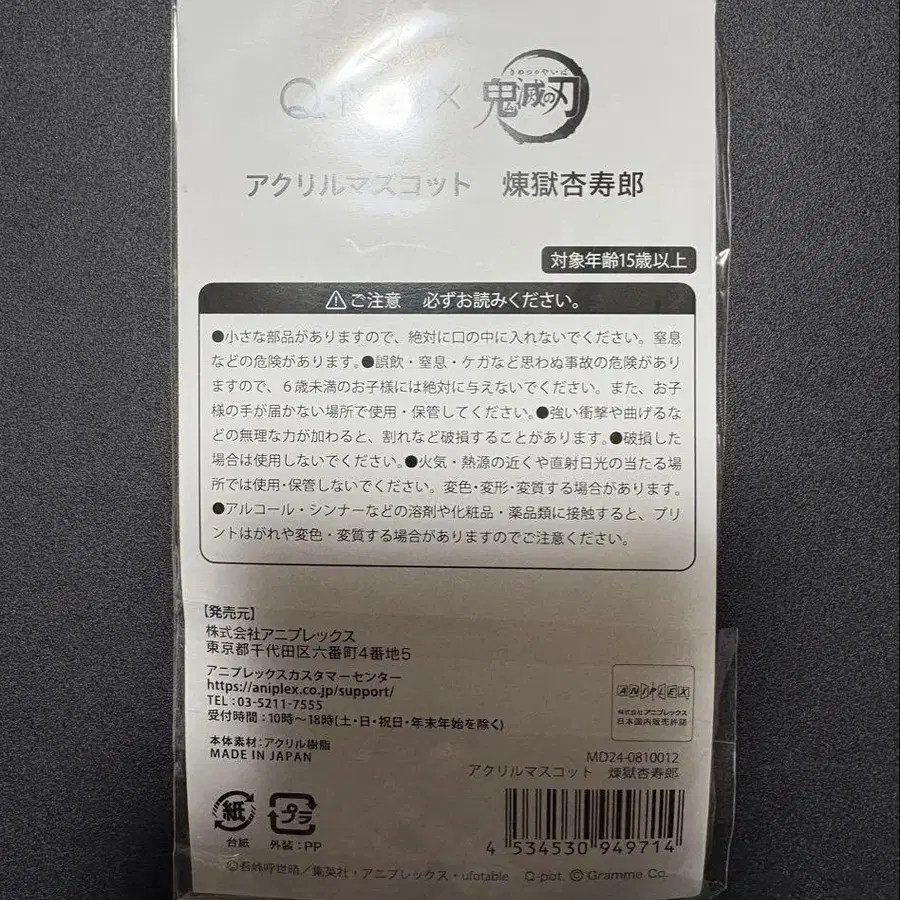 きめつのやいば
× 鬼滅の刃
アクリルマスコット 煉獄杏寿郎
対象年齢15歳以上
⚠ご注意 必ずお読みください。
●小さな部品がありますので、絶対に口の中に入れないでください。窒息
などの危険があります。●誤飲・窒息・ケガなど思わぬ事故の危険があり
ますので、６歳未満のお子様には絶対に与えないでください。また、お子
様の手が届かない場所で使用・保管してください。●強い衝撃や曲げるな
どの無理な力が加わると、割れなど破損することがあります。●破損した
場合は使用しないでください。●火気・熱源の近くや直射日光の当たる場
所では使用・保管しないでください。変色・変形・変質する場合があります。
●アルコール・シンナーなどの溶剤や化粧品・薬品類に接触すると、プリ
ントはがれや変色・変質する場合がありますのでご注意ください。
【発売元】
株式会社アニプレックス
東京都千代田区六番町4番地5
アニプレックスカスタマーセンター
https://aniplex.co.jp/support/
TEL：03-5211-7555
受付時間：10時～18時(土・日・祝日・年末年始を除く)
本体素材：アクリル樹脂
MADE IN JAPAN
ANIPLEX
株式会社アニプレックス
日本国内販売許諾
MD24-0810012
アクリルマスコット 煉獄杏寿郎
紙
台紙
プラ
外装：PP
4 534530 949714
©吾峠呼世晴／集英社・アニプレックス・ufotable Q-pot. © Gramme Co.